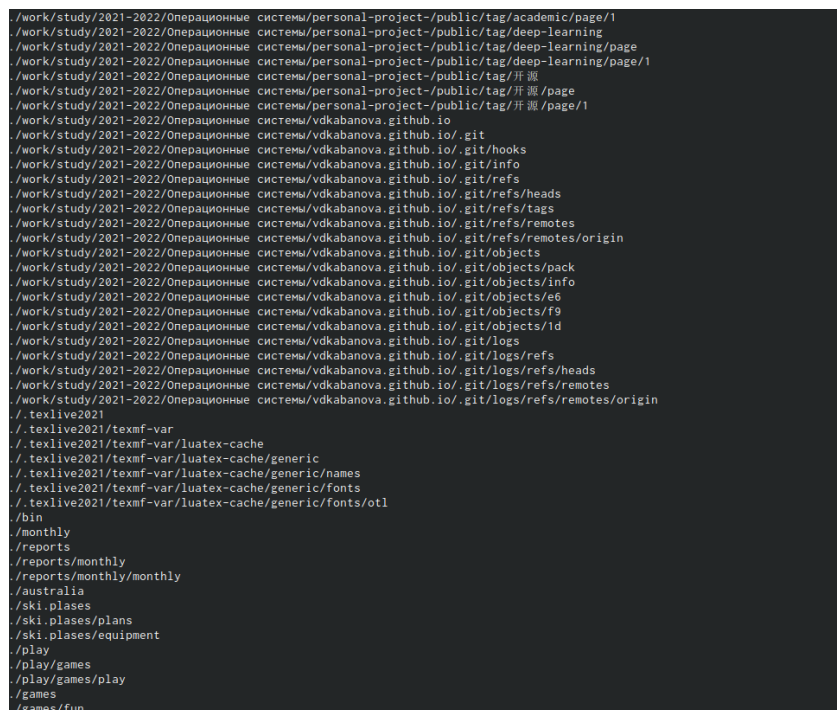 ./work/study/2021-2022/Операционные системы/personal-project-/public/tag/academic/page/1
./work/study/2021-2022/Операционные системы/personal-project-/public/tag/deep-learning
./work/study/2021-2022/Операционные системы/personal-project-/public/tag/deep-learning/page
./work/study/2021-2022/Операционные системы/personal-project-/public/tag/deep-learning/page/1
./work/study/2021-2022/Операционные системы/personal-project-/public/tag/开源
./work/study/2021-2022/Операционные системы/personal-project-/public/tag/开源/page
./work/study/2021-2022/Операционные системы/personal-project-/public/tag/开源/page/1
./work/study/2021-2022/Операционные системы/vdkabanova.github.io
./work/study/2021-2022/Операционные системы/vdkabanova.github.io/.git
./work/study/2021-2022/Операционные системы/vdkabanova.github.io/.git/hooks
./work/study/2021-2022/Операционные системы/vdkabanova.github.io/.git/info
./work/study/2021-2022/Операционные системы/vdkabanova.github.io/.git/refs
./work/study/2021-2022/Операционные системы/vdkabanova.github.io/.git/refs/heads
./work/study/2021-2022/Операционные системы/vdkabanova.github.io/.git/refs/tags
./work/study/2021-2022/Операционные системы/vdkabanova.github.io/.git/refs/remotes
./work/study/2021-2022/Операционные системы/vdkabanova.github.io/.git/refs/remotes/origin
./work/study/2021-2022/Операционные системы/vdkabanova.github.io/.git/objects
./work/study/2021-2022/Операционные системы/vdkabanova.github.io/.git/objects/pack
./work/study/2021-2022/Операционные системы/vdkabanova.github.io/.git/objects/info
./work/study/2021-2022/Операционные системы/vdkabanova.github.io/.git/objects/e6
./work/study/2021-2022/Операционные системы/vdkabanova.github.io/.git/objects/f9
./work/study/2021-2022/Операционные системы/vdkabanova.github.io/.git/objects/1d
./work/study/2021-2022/Операционные системы/vdkabanova.github.io/.git/logs
./work/study/2021-2022/Операционные системы/vdkabanova.github.io/.git/logs/refs
./work/study/2021-2022/Операционные системы/vdkabanova.github.io/.git/logs/refs/heads
./work/study/2021-2022/Операционные системы/vdkabanova.github.io/.git/logs/refs/remotes
./work/study/2021-2022/Операционные системы/vdkabanova.github.io/.git/logs/refs/remotes/origin
./.texlive2021
./.texlive2021/texmf-var
./.texlive2021/texmf-var/luatex-cache
./.texlive2021/texmf-var/luatex-cache/generic
./.texlive2021/texmf-var/luatex-cache/generic/names
./.texlive2021/texmf-var/luatex-cache/generic/fonts
./.texlive2021/texmf-var/luatex-cache/generic/fonts/otl
./bin
./monthly
./reports
./reports/monthly
./reports/monthly/monthly
./australia
./ski.plases
./ski.plases/plans
./ski.plases/equipment
./play
./play/games
./play/games/play
./games
./games/fun